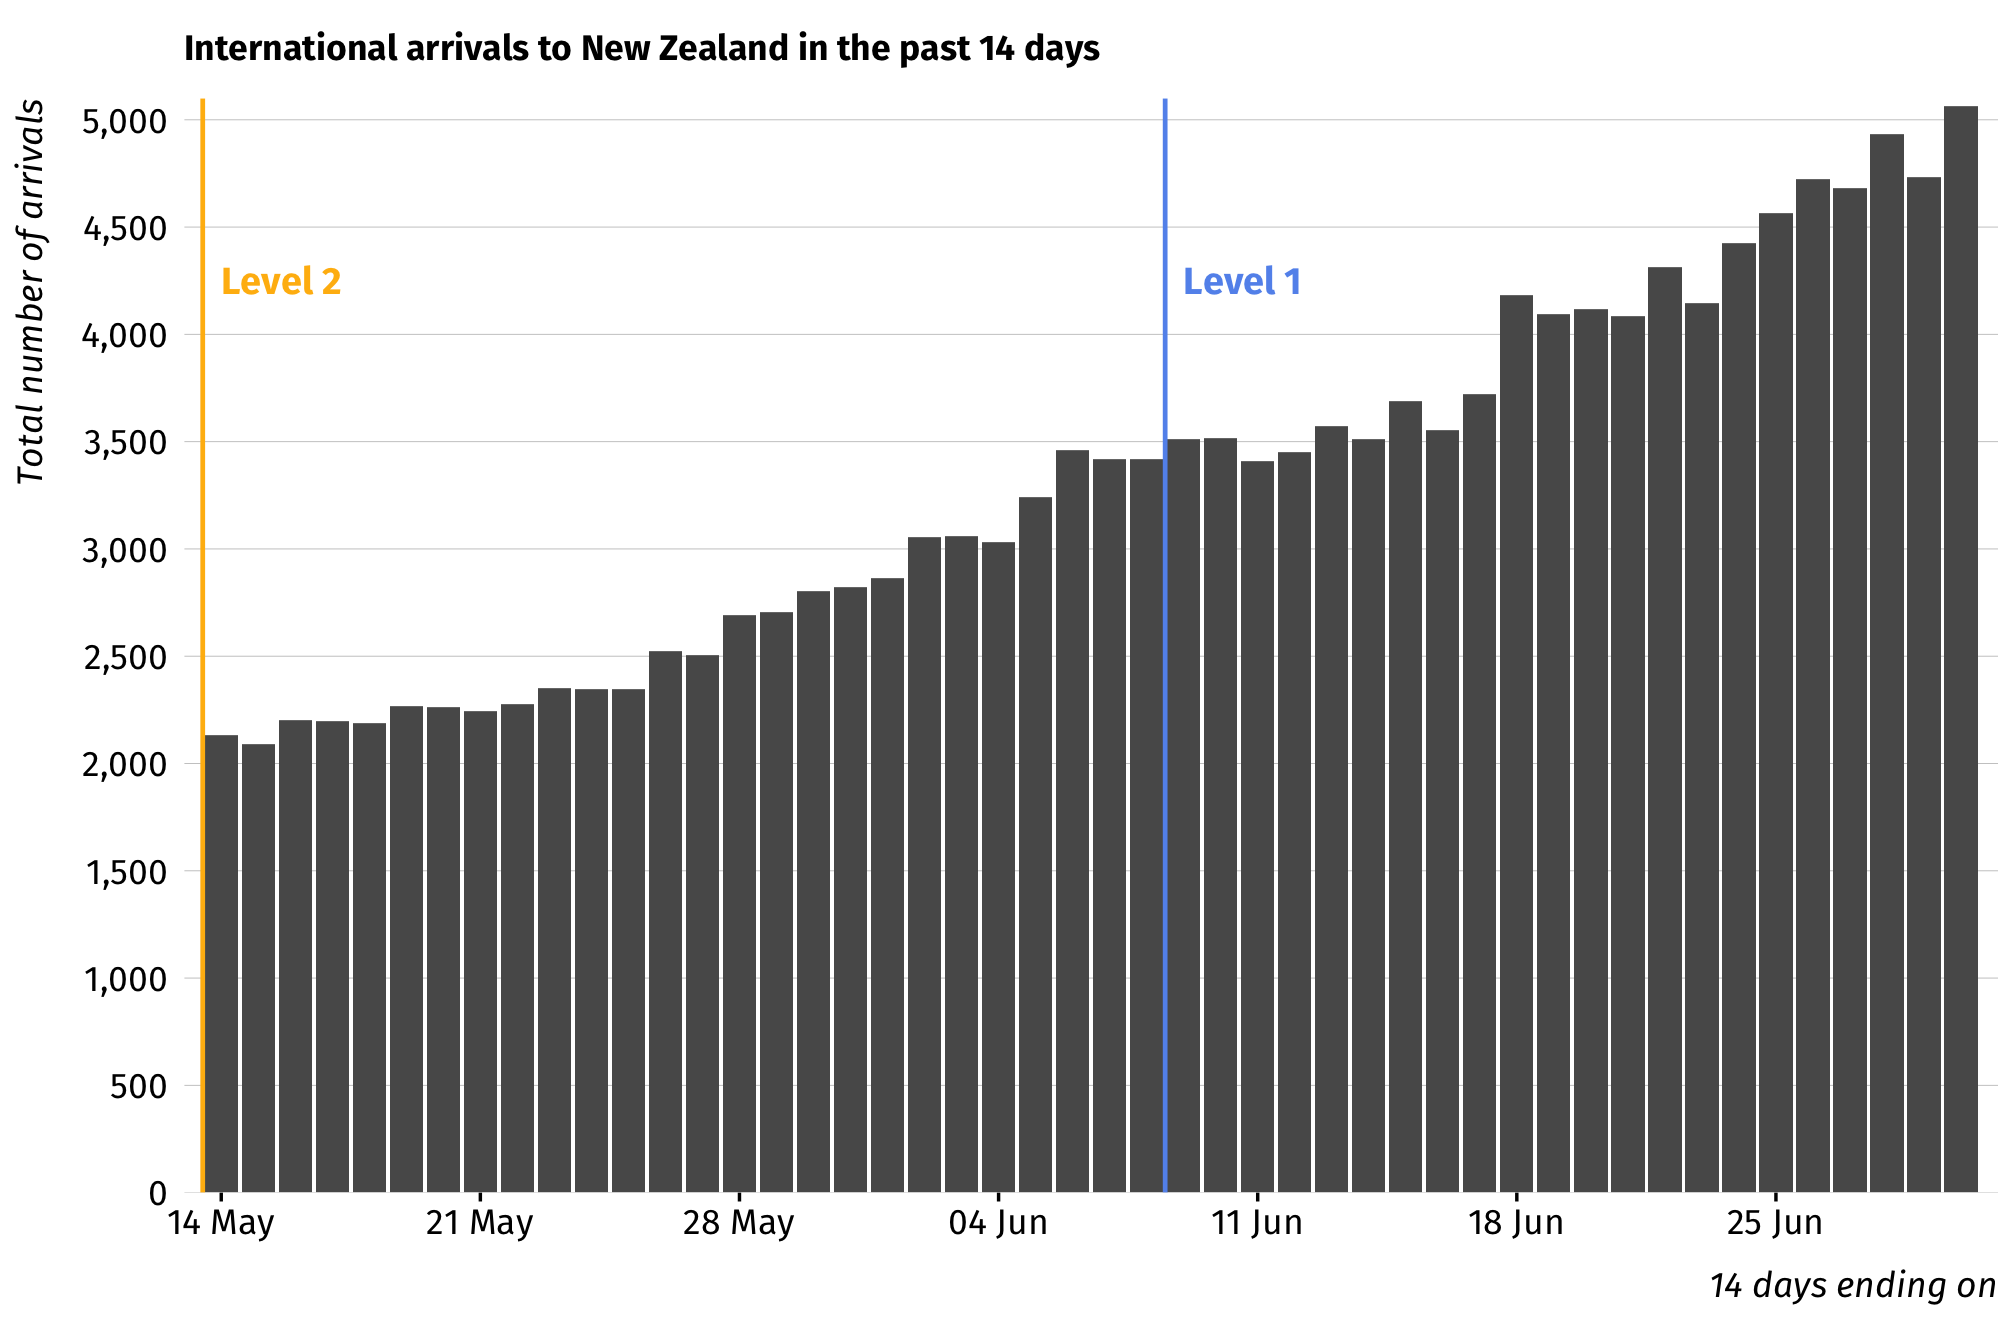 International arrivals to New Zealand in the past 14 days
Total number of arrivals
5,000
4,500
4,000
3,500
3,000
2,500
2,000
1,500
1,000
500
0
Level 2
Level 1
14 May
21 May
28 May
04 Jun
11 Jun
18 Jun
25 Jun
14 days ending on